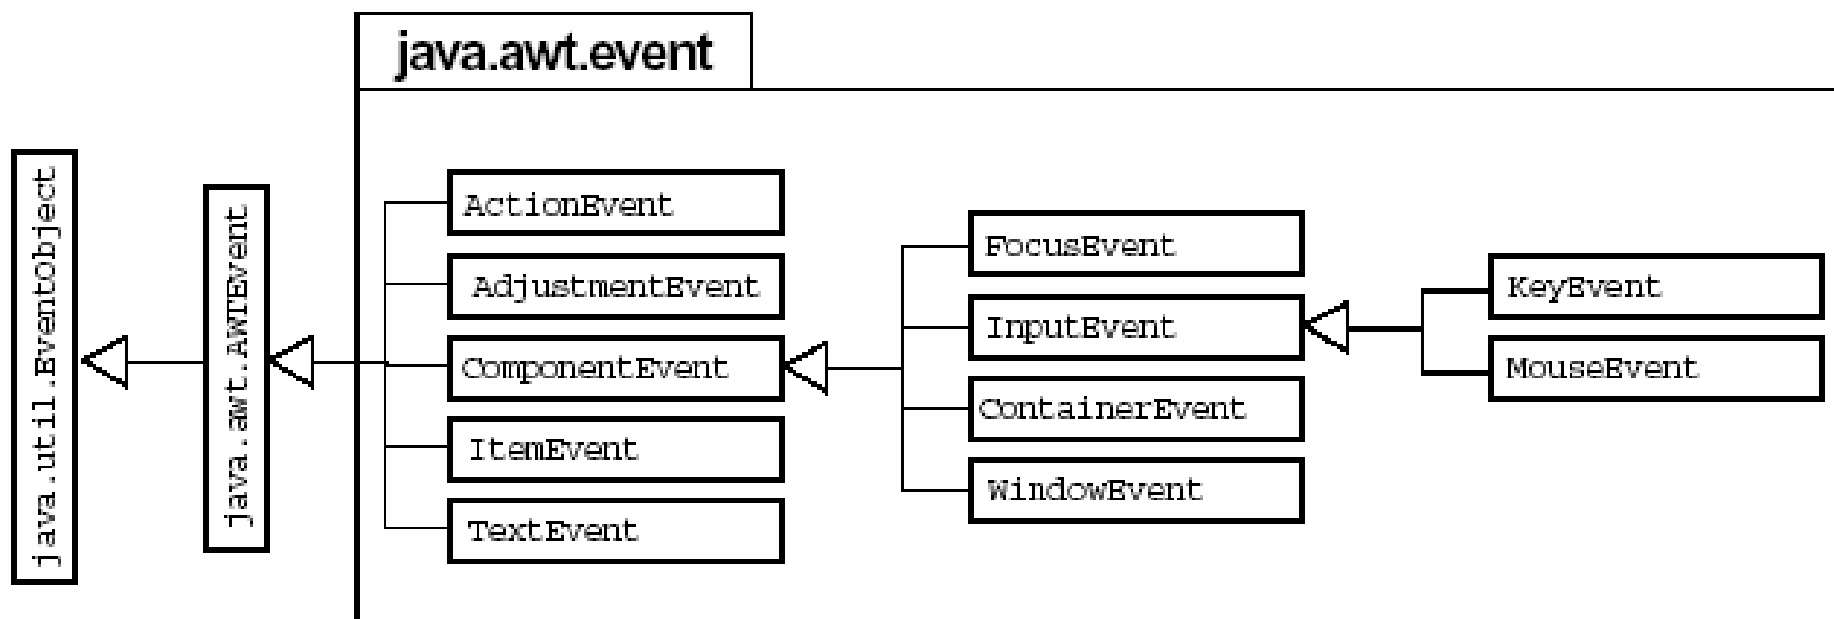 java.awt.event
java.util.Eventobject
java.awt.AWTEvent
ActionEvent
AdjustmentEvent
ComponentEvent
ItemEvent
TextEvent
FocusEvent
InputEvent
ContainerEvent
WindowEvent
KeyEvent
MouseEvent